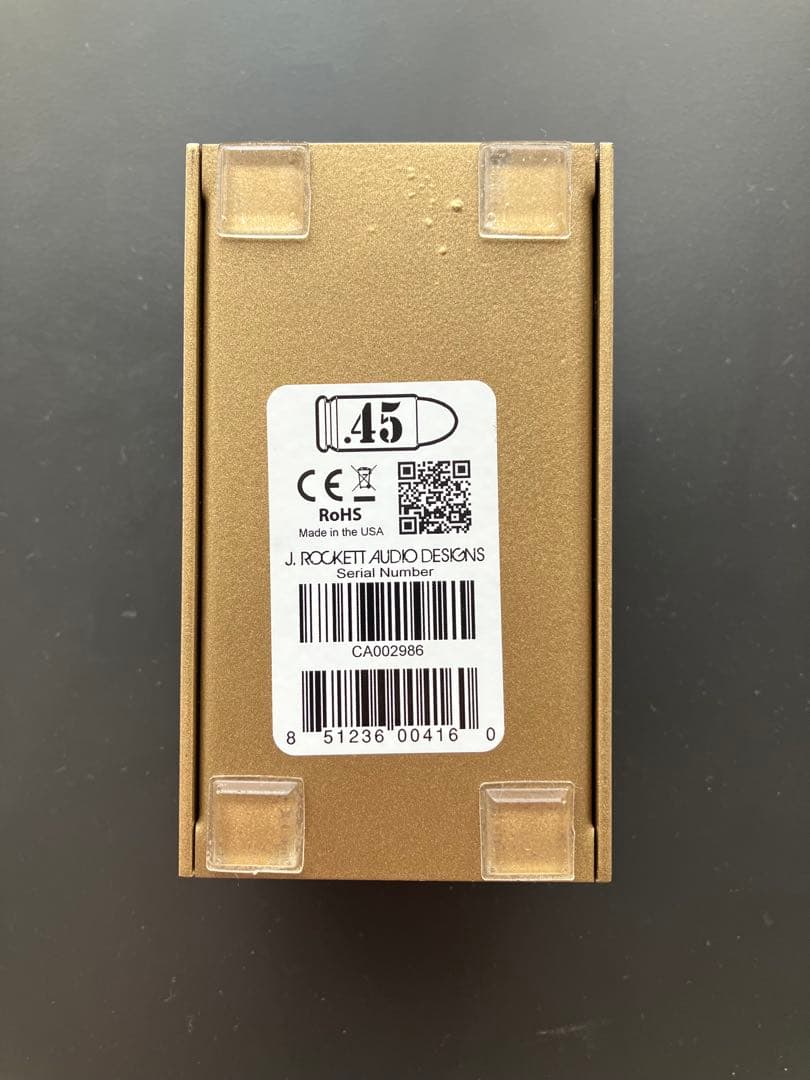 .45
CE
RoHS
Made in the USA
J. ROCKETT AUDIO DESIGNS
Serial Number
CA002986
8 51236 00416 0